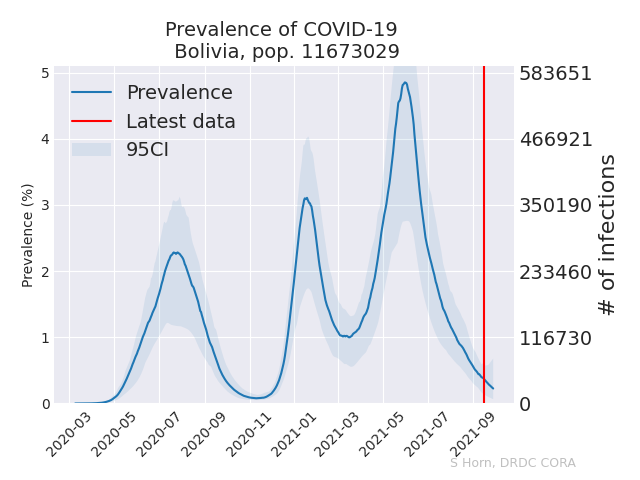 Prevalence of COVID-19
Bolivia, pop. 11673029
Prevalence
Latest data
95CI
Prevalence (%)
5
4
3
2
1
0
583651
466921
350190
233460
116730
0
# of infections
2020-03
2020-05
2020-07
2020-09
2020-11
2021-01
2021-03
2021-05
2021-07
2021-09
S Horn, DRDC CORA